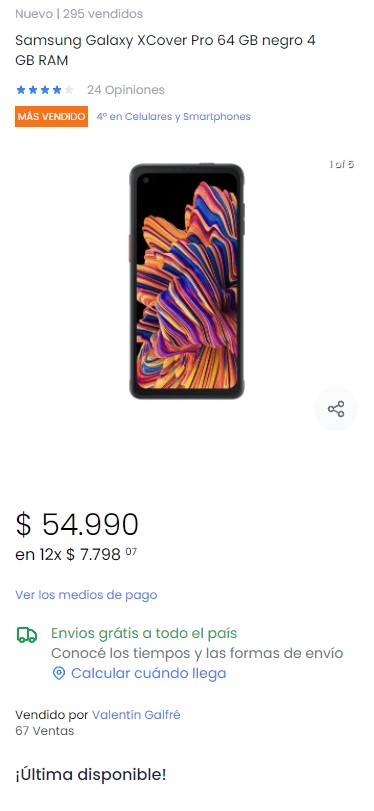 Nuevo | 295 vendidos
Samsung Galaxy XCover Pro 64 GB negro 4
GB RAM
24 Opiniones
MÁS VENDIDO 4º en Celulares y Smartphones
1 of 5
$ 54.990
en 12x $ 7.798 07
Ver los medios de pago
Envios grátis a todo el país
Conocé los tiempos y las formas de envío
Calcular cuándo llega
Vendido por Valentín Galfré
67 Ventas
¡Última disponible!